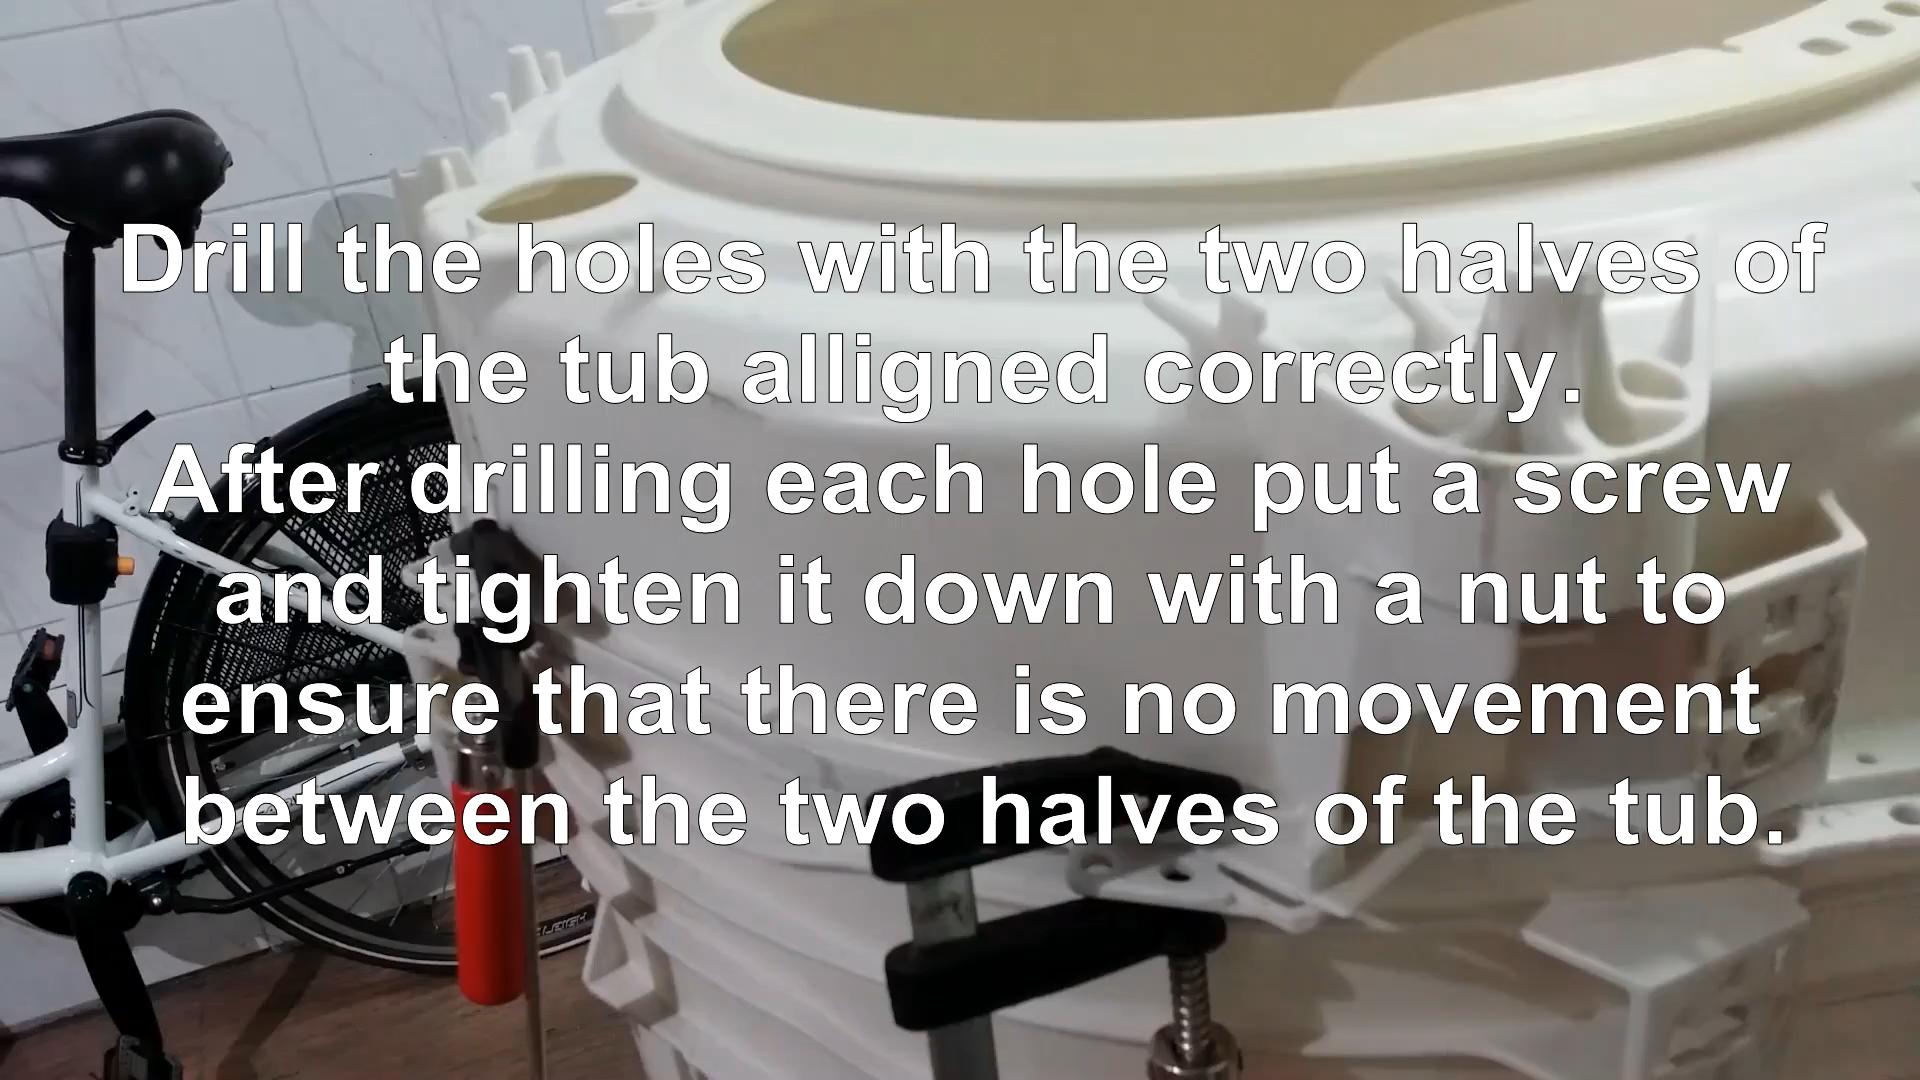 Drill the holes with the two halves of
the tub alligned correctly.
After drilling each hole put a screw
and tighten it down with a nut to
ensure that there is no movement
between the two halves of the tub.